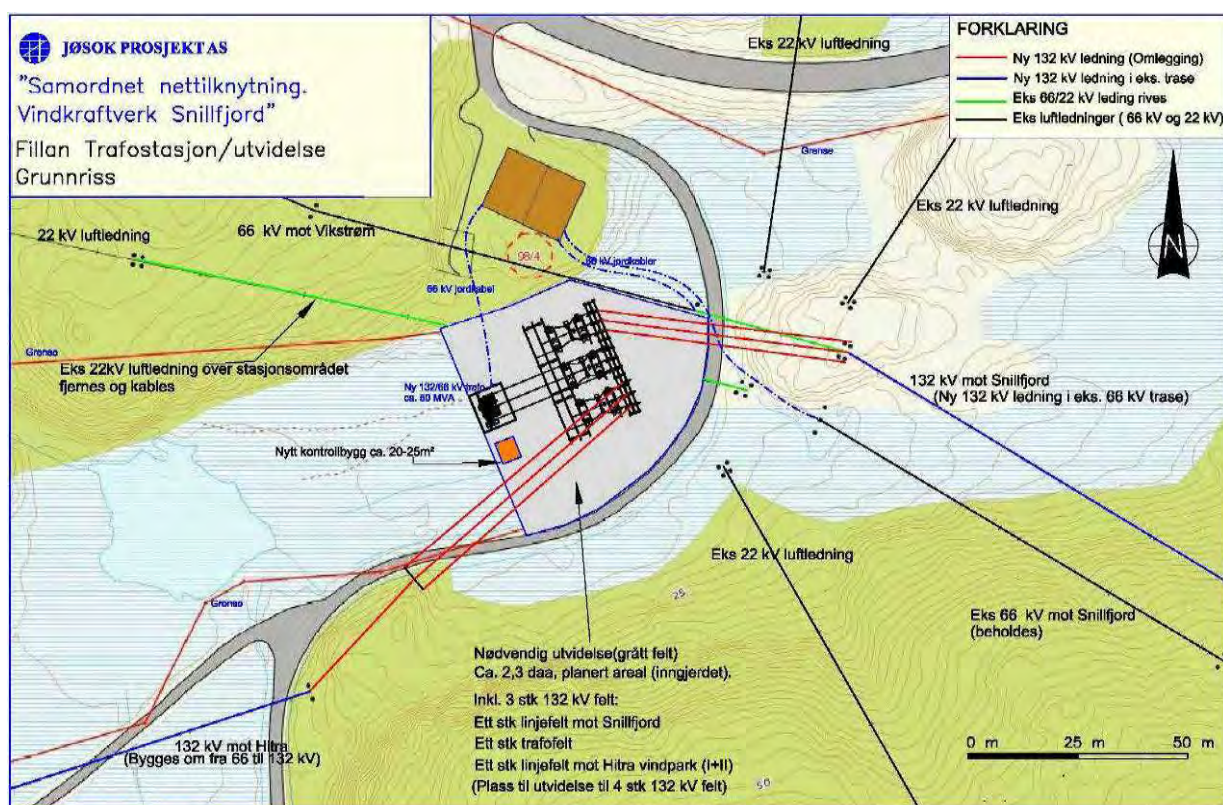 JØSOK PROSJEKT AS
"Samordnet nettilknytning.
Vindkraftverk Snillfjord"
Fillan Trafostasjon/utvidelse
Grunnriss
FORKLARING
Ny 132 kV ledning (Omlegging)
Ny 132 kV ledning i eks. trase
Eks 66/22 kV leding rives
Eks luftledninger ( 66 kV og 22 kV)
Eks 22 kV luftledning
Grense
Eks 22 kV luftledning
N
22 kV luftledning
66 kV mot Vikstrøm
98/4
66 kV jordkabler
66 kV jordkabel
Grense
Eks 22kV luftledning over stasjonsområdet
fjernes og kables
Ny 132/66 kV trafo
ca. 60 MVA
Nytt kontrollbygg ca. 20-25m²
132 kV mot Snillfjord
(Ny 132 kV ledning i eks. 66 kV trase)
Eks 22 kV luftledning
Grense
25
Eks 66 kV mot Snillfjord
(beholdes)
Nødvendig utvidelse(grått felt)
Ca. 2,3 daa, planert areal (inngjerdet).
Inkl. 3 stk 132 kV felt:
Ett stk linjefelt mot Snillfjord
Ett stk trafofelt
Ett stk linjefelt mot Hitra vindpark (I+II)
(Plass til utvidelse til 4 stk 132 kV felt)
132 kV mot Hitra
(Bygges om fra 66 til 132 kV)
50
0 m 25 m 50 m